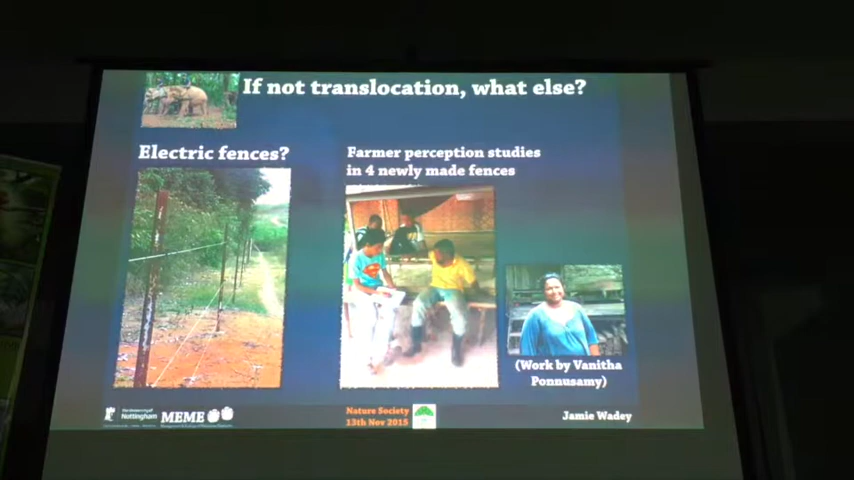 If not translocation, what else?
Electric fences?
Farmer perception studies
in 4 newly made fences
(Work by Vanitha
Ponnusamy)
Nottingham
MEME
Nature Society
13th Nov 2015
Jamie Wadey